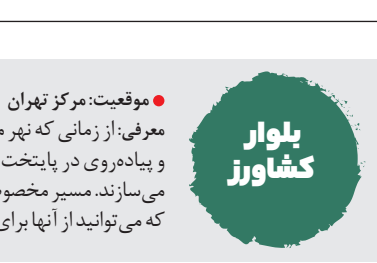 بلوار
کشاورز
موقعیت: مرکز تهران
معرفی: از زمانی که نهر
و پیاده‌روی در پایتخت
می‌سازند. مسیر
که می‌توانید از آنها برای